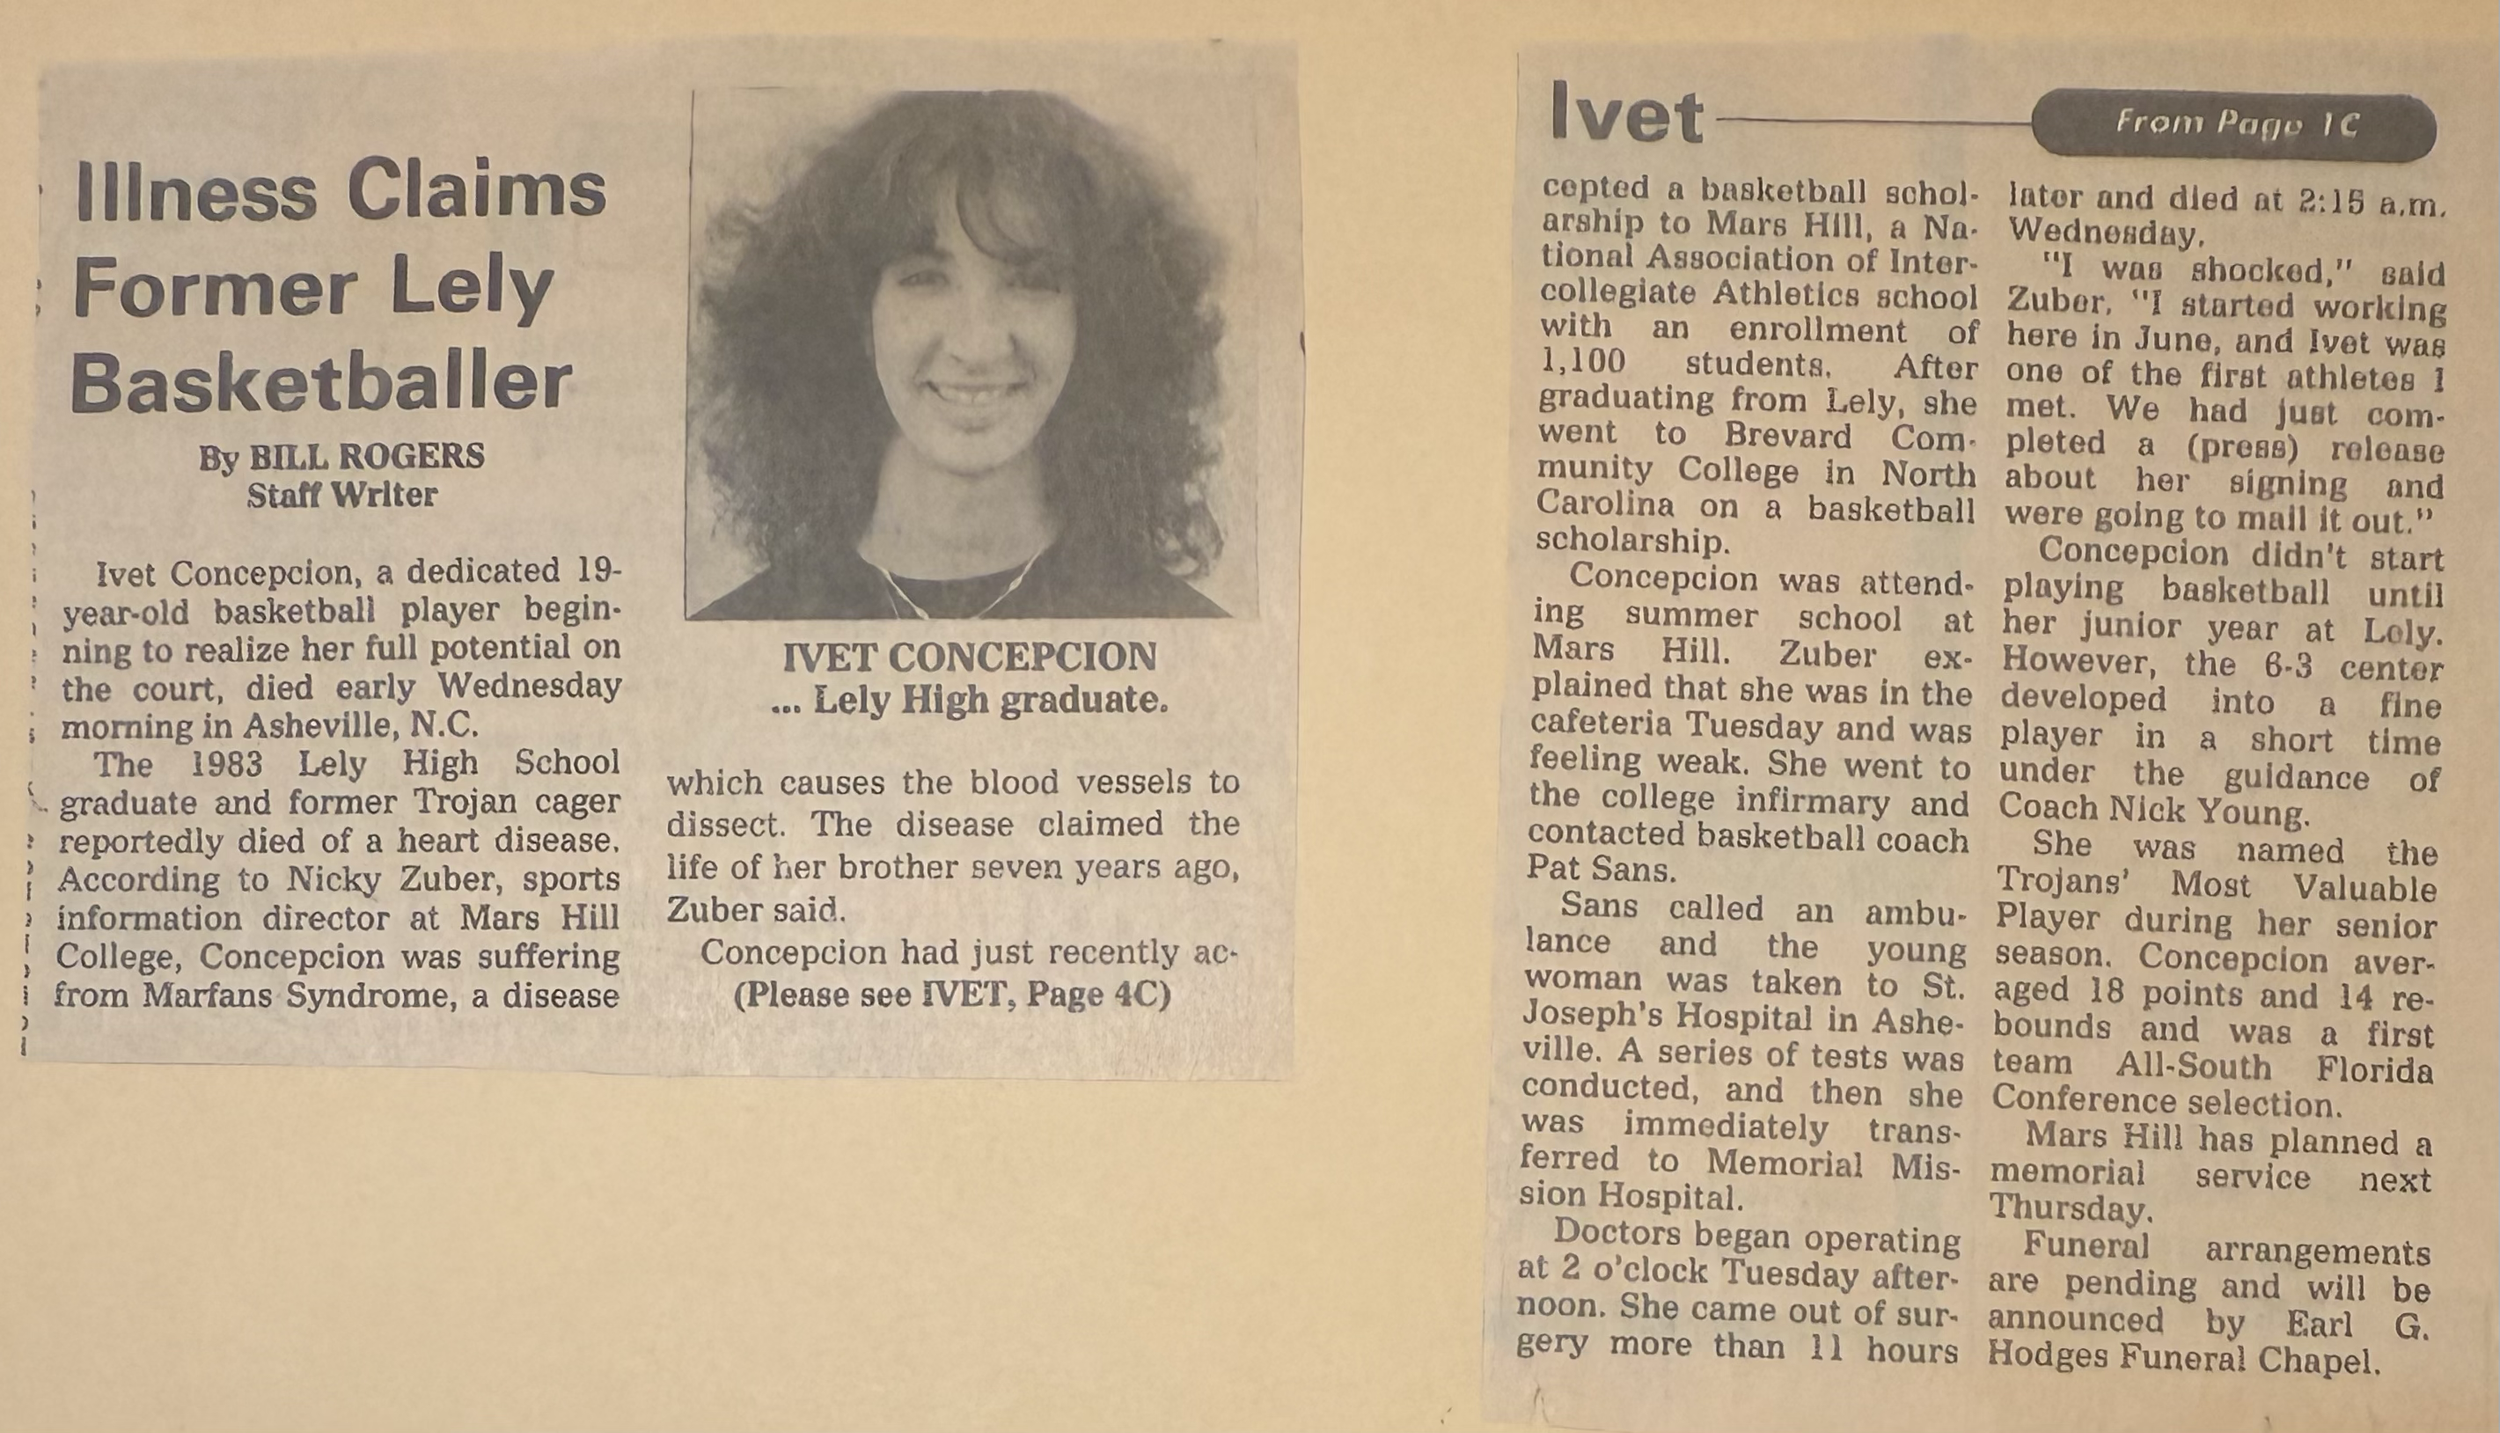 Illness Claims
Former Lely
Basketballer
By BILL ROGERS
Staff Writer
Ivet Concepcion, a dedicated 19-
year-old basketball player begin-
ning to realize her full potential on
the court, died early Wednesday
morning in Asheville, N.C.
The 1983 Lely High School
graduate and former Trojan cager
reportedly died of a heart disease.
According to Nicky Zuber, sports
information director at Mars Hill
College, Concepcion was suffering
from Marfans Syndrome, a disease
IVET CONCEPCION
... Lely High graduate.
which causes the blood vessels to
dissect. The disease claimed the
life of her brother seven years ago,
Zuber said.
Concepcion had just recently ac-
(Please see IVET, Page 4C)
Ivet
From Page 1C
cepted a basketball schol-
arship to Mars Hill, a Na-
tional Association of Inter-
collegiate Athletics school
with an enrollment of
1,100 students. After
graduating from Lely, she
went to Brevard Com-
munity College in North
Carolina on a basketball
scholarship.
Concepcion was attend-
ing summer school at
Mars Hill. Zuber ex-
plained that she was in the
cafeteria Tuesday and was
feeling weak. She went to
the college infirmary and
contacted basketball coach
Pat Sans.
Sans called an ambu-
lance and the young
woman was taken to St.
Joseph's Hospital in Ashe-
ville. A series of tests was
conducted, and then she
was immediately trans-
ferred to Memorial Mis-
sion Hospital.
Doctors began operating
at 2 o'clock Tuesday after-
noon. She came out of sur-
gery more than 11 hours
later and died at 2:15 a.m.
Wednesday.
"I was shocked," said
Zuber, "I started working
here in June, and Ivet was
one of the first athletes I
met. We had just com-
pleted a (press) release
about her signing and
were going to mail it out."
Concepcion didn't start
playing basketball until
her junior year at Lely.
However, the 6-3 center
developed into a fine
player in a short time
under the guidance of
Coach Nick Young.
She was named the
Trojans' Most Valuable
Player during her senior
season. Concepcion aver-
aged 18 points and 14 re-
bounds and was a first
team All-South Florida
Conference selection.
Mars Hill has planned a
memorial service next
Thursday.
Funeral arrangements
are pending and will be
announced by Earl G.
Hodges Funeral Chapel.